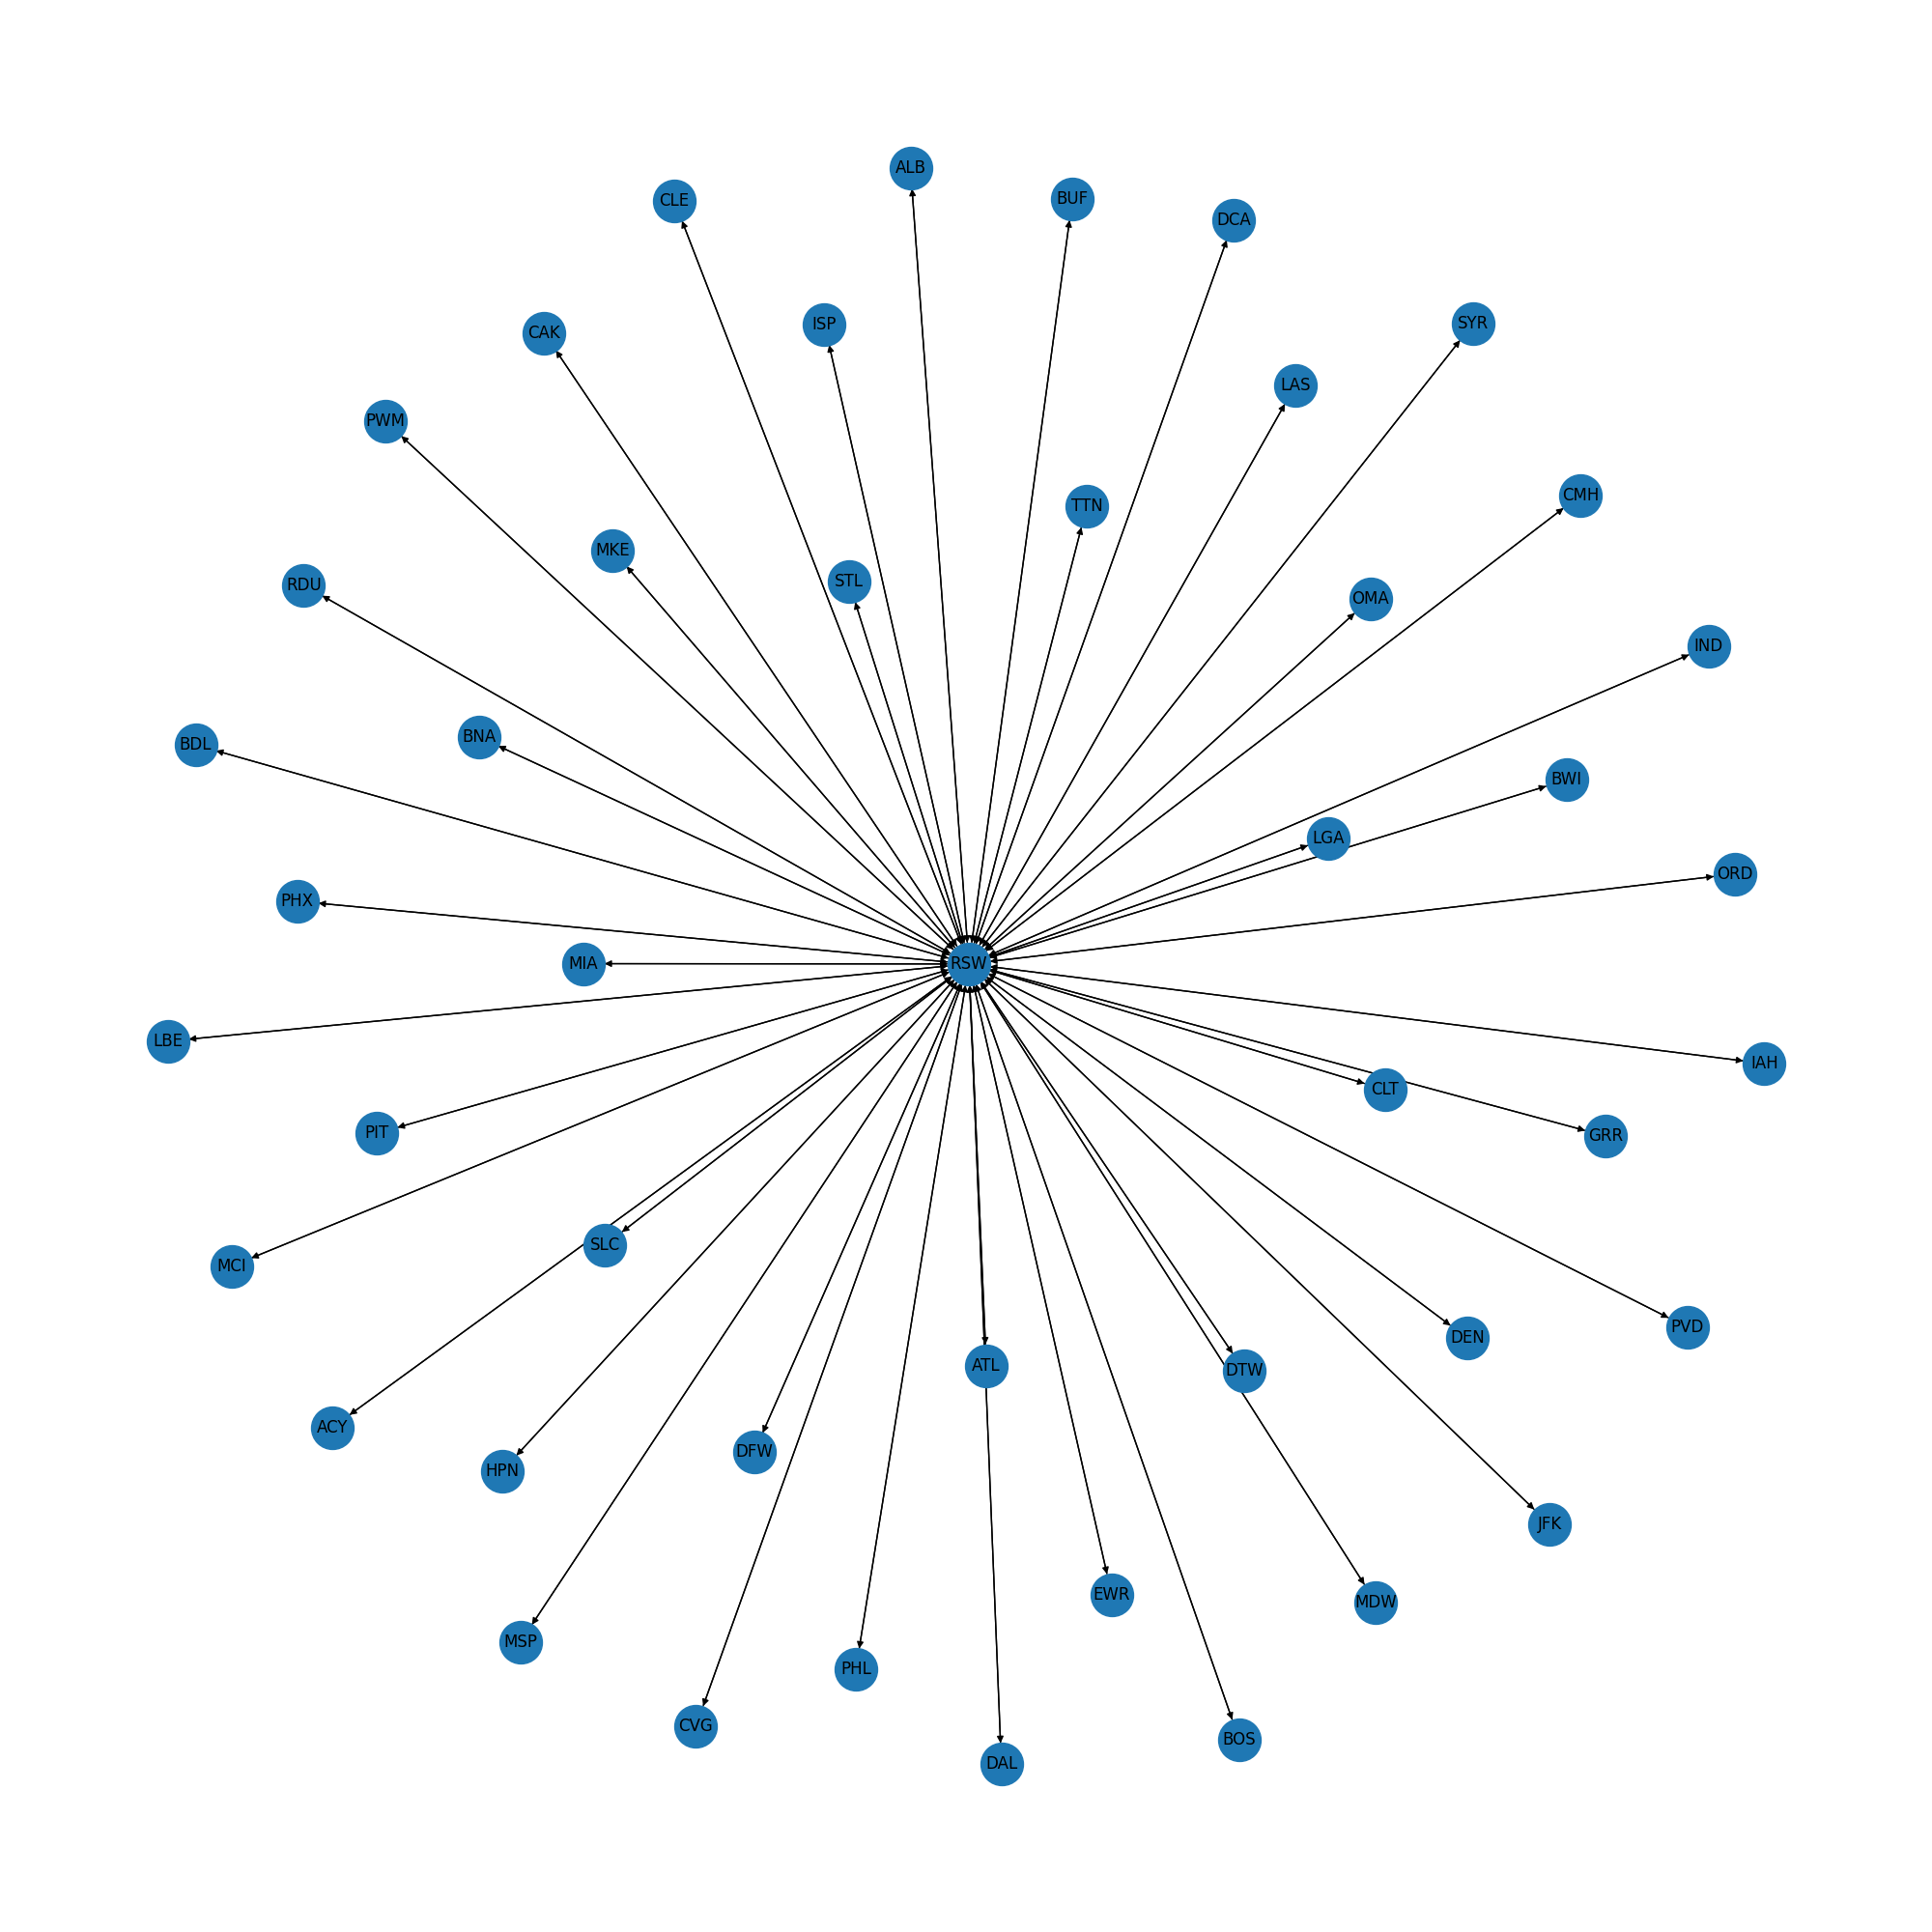 ALB
BUF
CLE
DCA
SYR
ISP
CAK
LAS
PWM
CMH
TTN
MKE
STL
RDU
OMA
IND
BNA
BDL
BWI
LGA
ORD
PHX
MIA
RSW
LBE
IAH
CLT
PIT
GRR
SLC
MCI
PVD
DEN
ATL
DTW
ACY
DFW
HPN
JFK
EWR
MDW
MSP
PHL
CVG
BOS
DAL